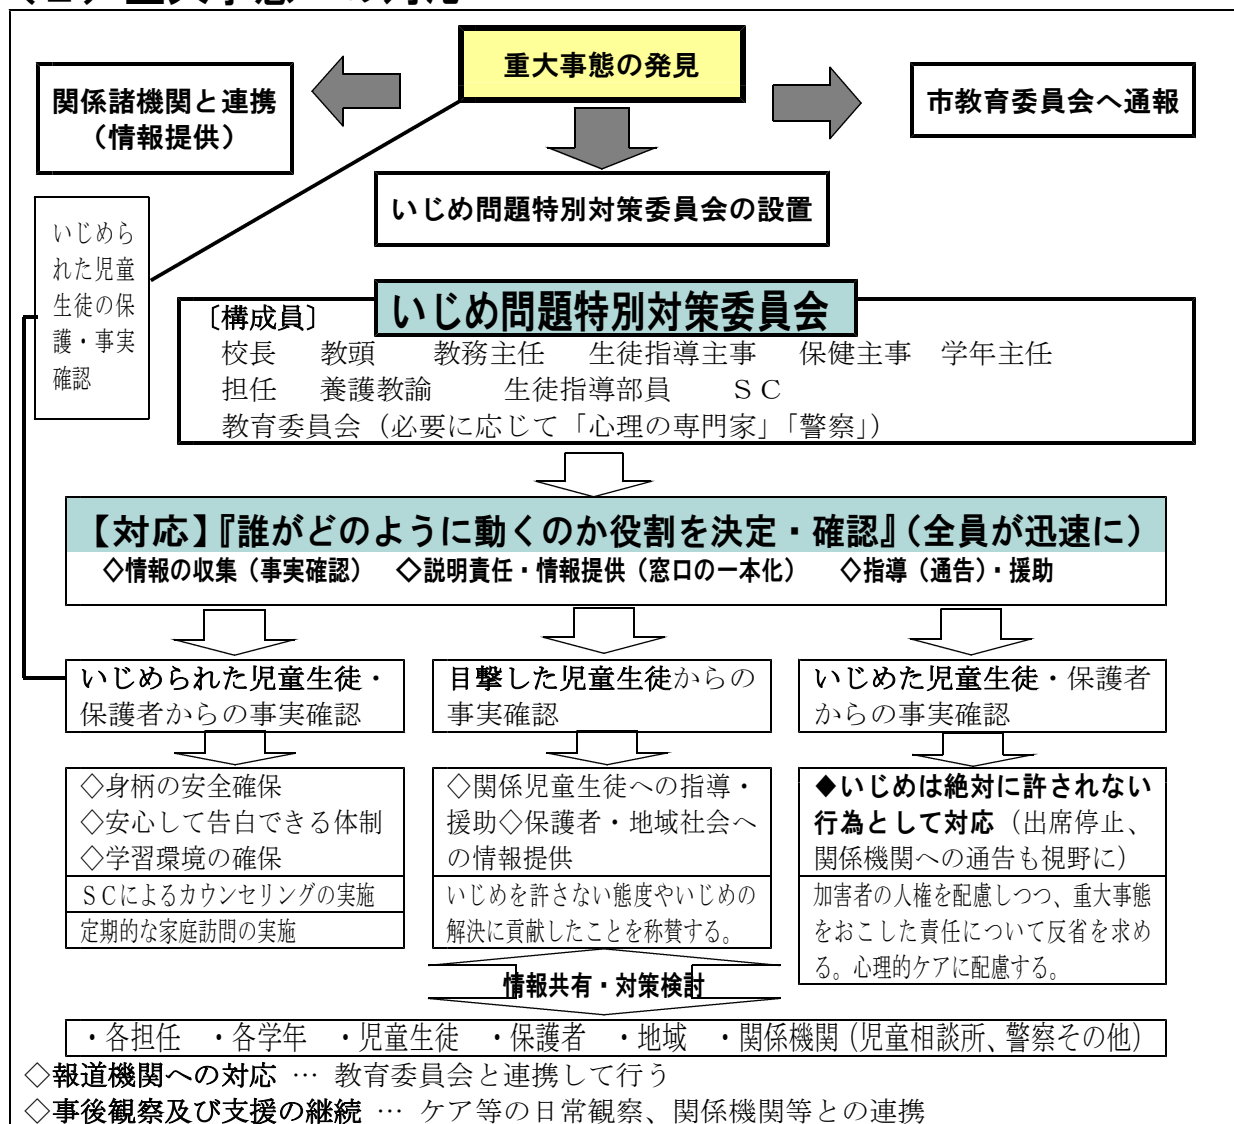 重大事態の発見
関係諸機関と連携
（情報提供）
市教育委員会へ通報
いじめ問題特別対策委員会の設置
いじめら
れた児童
生徒の保
護・事実
確認
いじめ問題特別対策委員会
〔構成員〕
校長　教頭　教務主任　生徒指導主事　保健主事　学年主任
担任　養護教諭　生徒指導部員　ＳＣ
教育委員会（必要に応じて「心理の専門家」「警察」）
【対応】『誰がどのように動くのか役割を決定・確認』（全員が迅速に）
◇情報の収集（事実確認）　◇説明責任・情報提供（窓口の一本化）　◇指導（通告）・援助
いじめられた児童生徒・
保護者からの事実確認
目撃した児童生徒からの
事実確認
いじめた児童生徒・保護者
からの事実確認
◇身柄の安全確保
◇安心して告白できる体制
◇学習環境の確保
ＳＣによるカウンセリングの実施
定期的な家庭訪問の実施
◇関係児童生徒への指導・
援助◇保護者・地域社会へ
の情報提供
いじめを許さない態度やいじめの
解決に貢献したことを称賛する。
◆いじめは絶対に許されない
行為として対応（出席停止、
関係機関への通告も視野に）
加害者の人権を配慮しつつ、重大事態
をおこした責任について反省を求め
る。心理的ケアに配慮する。
情報共有・対策検討
・各担任　・各学年　・児童生徒　・保護者　・地域　・関係機関（児童相談所、警察その他）
◇報道機関への対応 … 教育委員会と連携して行う
◇事後観察及び支援の継続 … ケア等の日常観察、関係機関等との連携